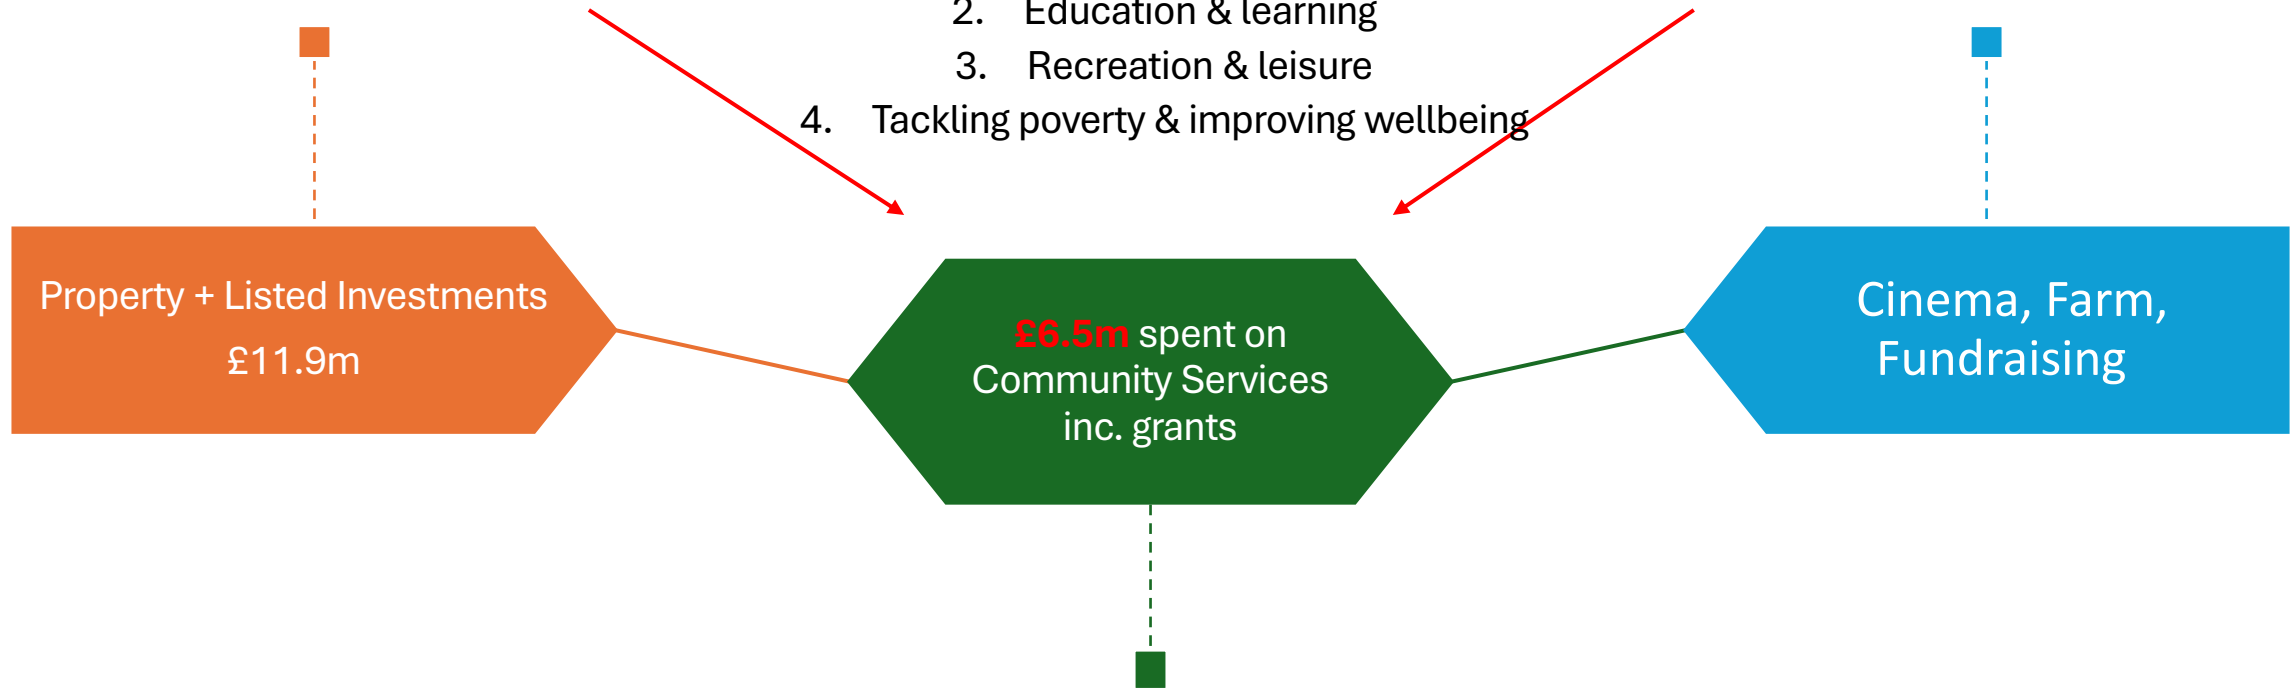 2. Education & learning
3. Recreation & leisure
4. Tackling poverty & improving wellbeing
Property + Listed Investments
£11.9m
£6.5m spent on
Community Services
inc. grants
Cinema, Farm,
Fundraising